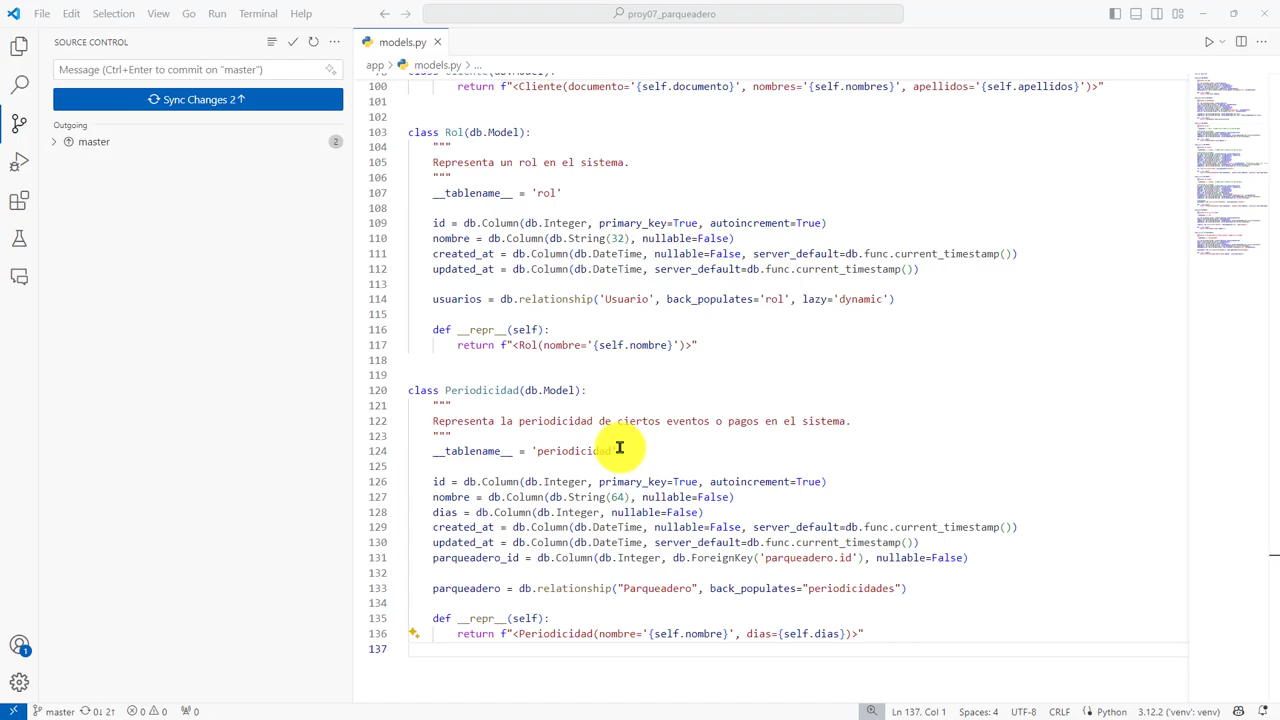 File Edit Selection View Go Run Terminal Help
proy07_parqueadero
SOURCE CONTROL
Message (Ctrl+Enter to commit on "master")
Sync Changes 2↑
Outgoing
master
2
models.py
app > models.py > ...
100 return f"<Cliente(documento='{self.documento}', nombres='{self.nombres}', apellidos='{self.apellidos}')>"
101
102
103 class Rol(db.Model):
104 """
105 Representa un rol en el sistema.
106 """
107 __tablename__ = 'rol'
108
109 id = db.Column(db.Integer, primary_key=True, autoincrement=True)
110 nombre = db.Column(db.String(32), nullable=False)
111 created_at = db.Column(db.DateTime, nullable=False, server_default=db.func.current_timestamp())
112 updated_at = db.Column(db.DateTime, server_default=db.func.current_timestamp())
113
114 usuarios = db.relationship('Usuario', back_populates='rol', lazy='dynamic')
115
116 def __repr__(self):
117 return f"<Rol(nombre='{self.nombre}')>"
118
119
120 class Periodicidad(db.Model):
121 """
122 Representa la periodicidad de ciertos eventos o pagos en el sistema.
123 """
124 __tablename__ = 'periodicidad'
125
126 id = db.Column(db.Integer, primary_key=True, autoincrement=True)
127 nombre = db.Column(db.String(64), nullable=False)
128 dias = db.Column(db.Integer, nullable=False)
129 created_at = db.Column(db.DateTime, nullable=False, server_default=db.func.current_timestamp())
130 updated_at = db.Column(db.DateTime, server_default=db.func.current_timestamp())
131 parqueadero_id = db.Column(db.Integer, db.ForeignKey('parqueadero.id'), nullable=False)
132
133 parqueadero = db.relationship("Parqueadero", back_populates="periodicidades")
134
135 def __repr__(self):
136 return f"<Periodicidad(nombre='{self.nombre}', dias={self.dias})>"
137
1
master 0↓ 2↑ 0 0 0 Ln 137, Col 1 Spaces: 4 UTF-8 CRLF Python 3.12.2 ('venv': venv)